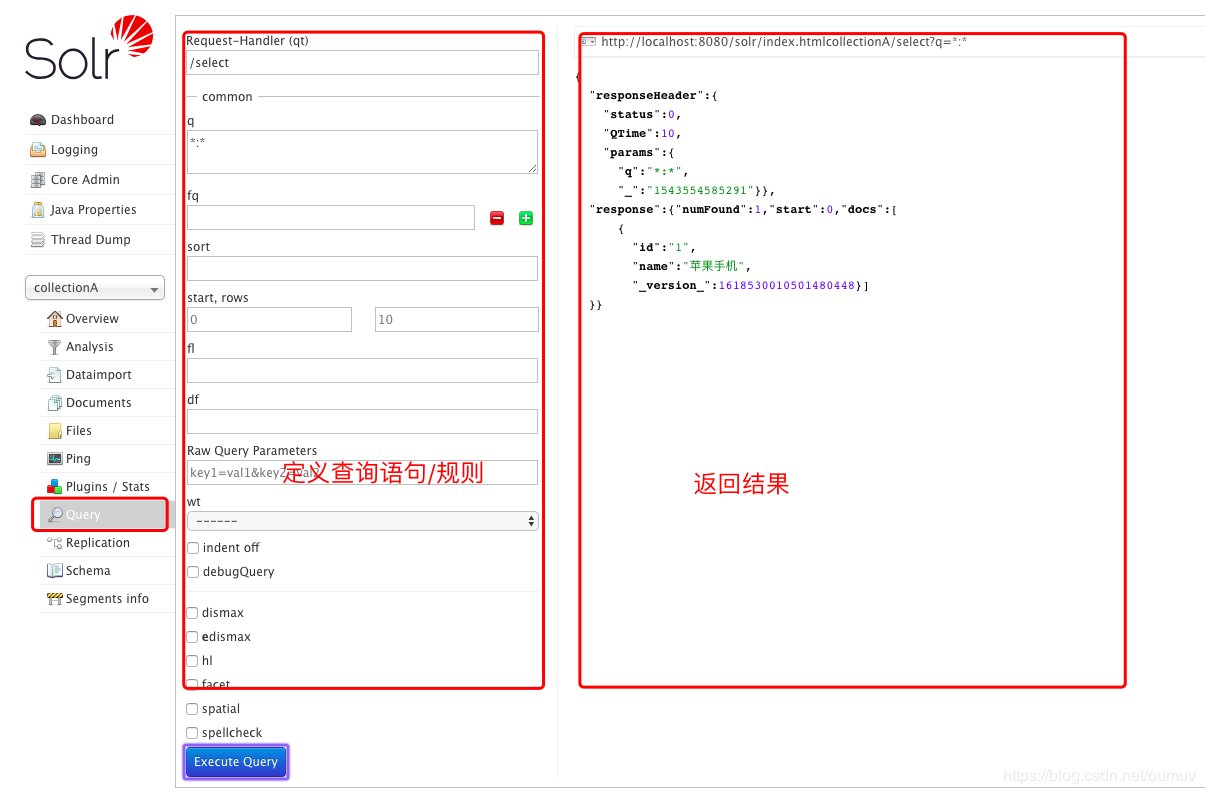 Solr
Dashboard
Logging
Core Admin
Java Properties
Thread Dump
collectionA
Overview
Analysis
Dataimport
Documents
Files
Ping
Plugins / Stats
Query
Replication
Schema
Segments info
Request-Handler (qt)
/select
common
q
*:*
fq
sort
start, rows
0 10
fl
df
Raw Query Parameters
key1=val1&key2=val2
定义查询语句/规则
wt
------
indent off
debugQuery
dismax
edismax
hl
facet
spatial
spellcheck
Execute Query
http://localhost:8080/solr/index.htmlcollectionA/select?q=*:*
{
"responseHeader":{
"status":0,
"QTime":10,
"params":{
"q":"*:*",
"_":"1543554585291"}},
"response":{"numFound":1,"start":0,"docs":[
{
"id":"1",
"name":"苹果手机",
"_version_":1618530010501480448}]
}}
返回结果
https://blog.csdn.net/oumuv